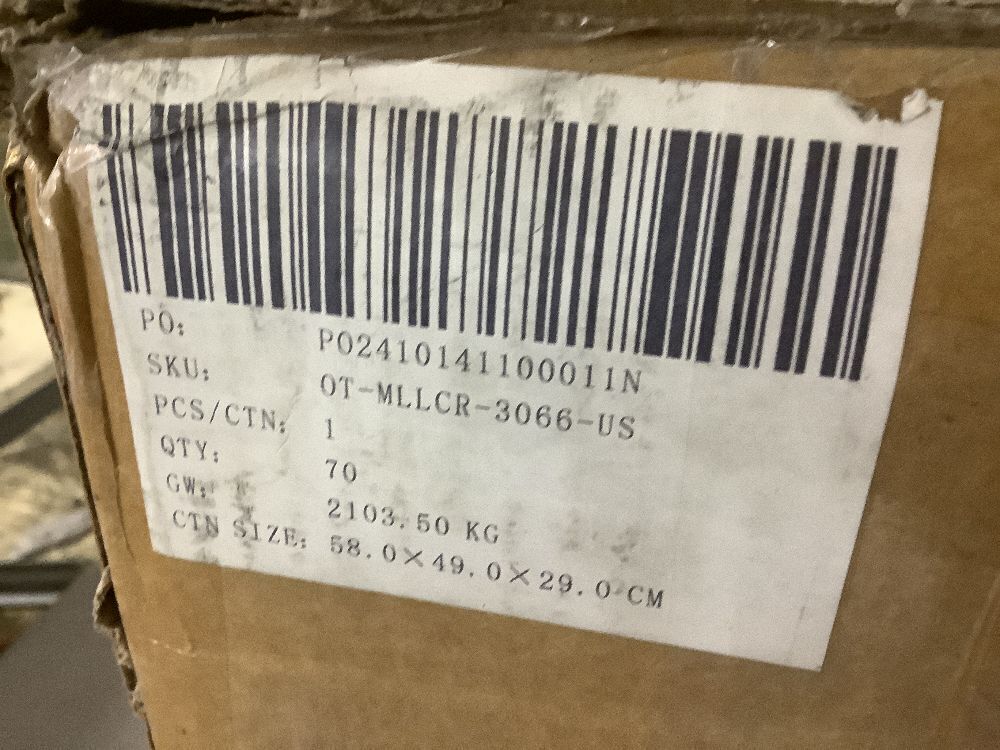 PO: PO2410141100011N
SKU: OT-MLLCR-3066-US
PCS/CTN: 1
QTY: 70
GW: 2103.50 KG
CTN SIZE: 58.0×49.0×29.0 CM